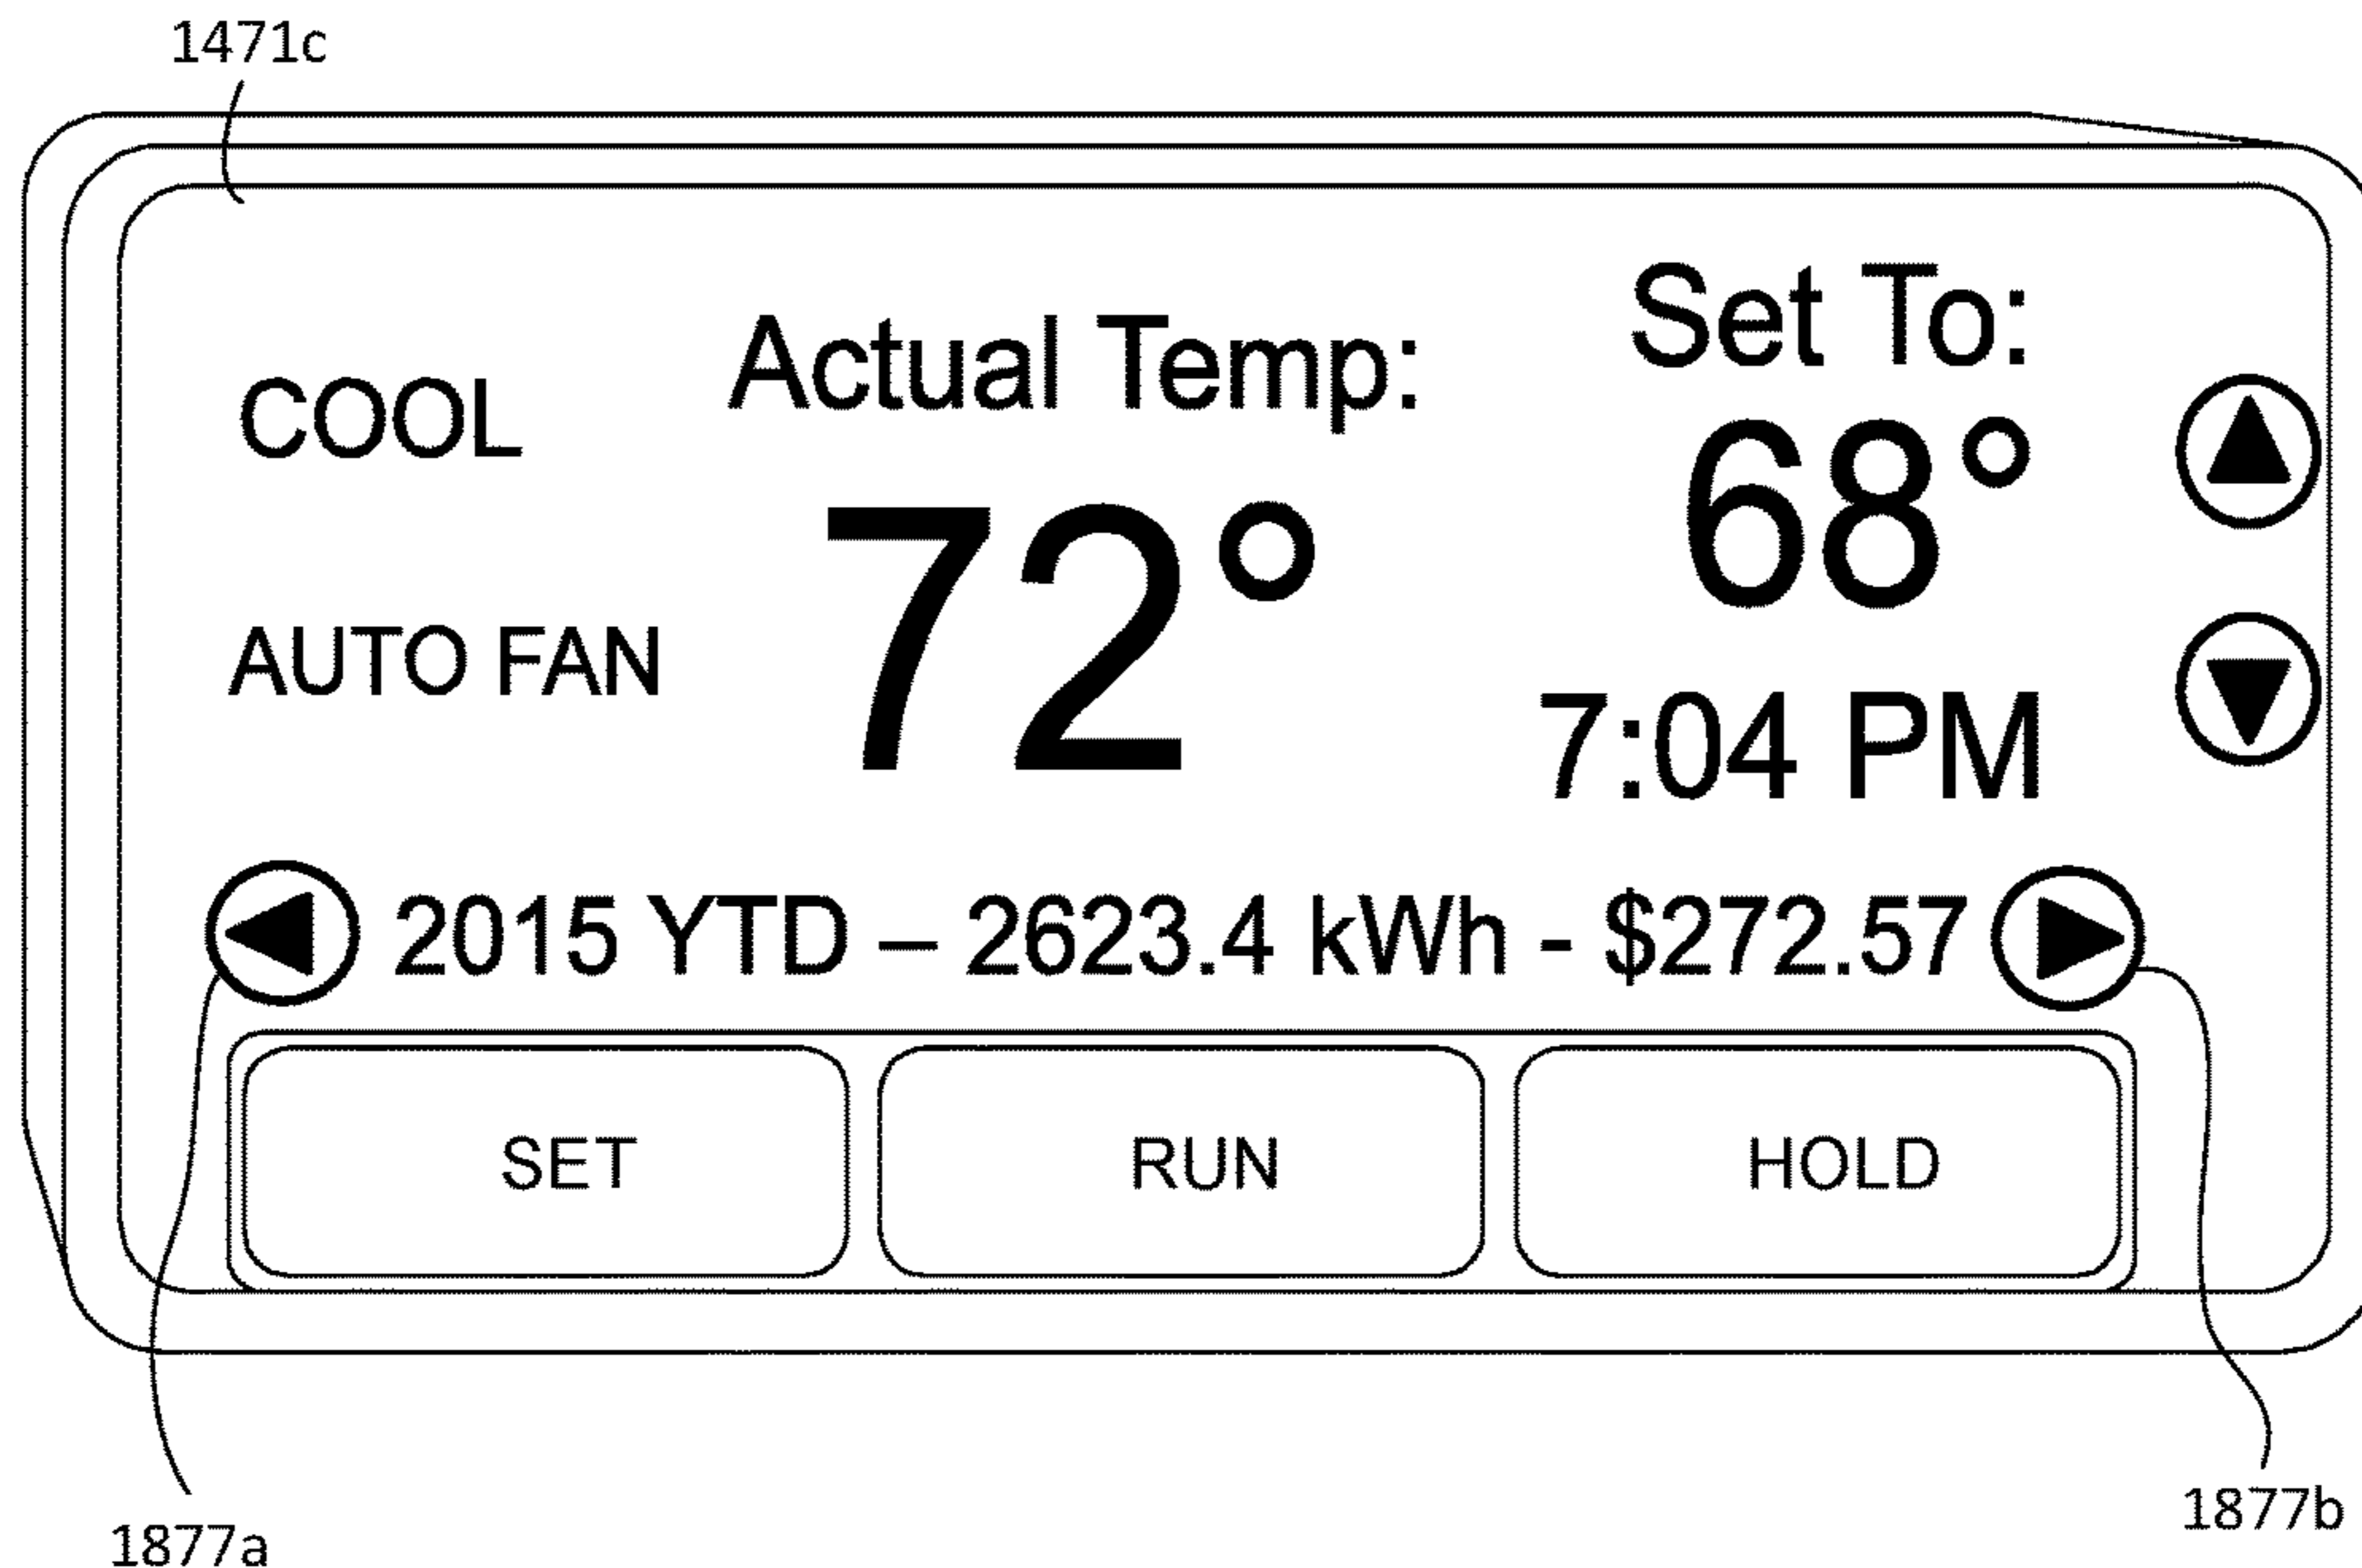 1471c
Set To:
Actual Temp:
COOL
68°
72°
AUTO FAN
7:04 PM
2015 YTD – 2623.4 kWh - $272.57
SET
RUN
HOLD
1877a
1877b